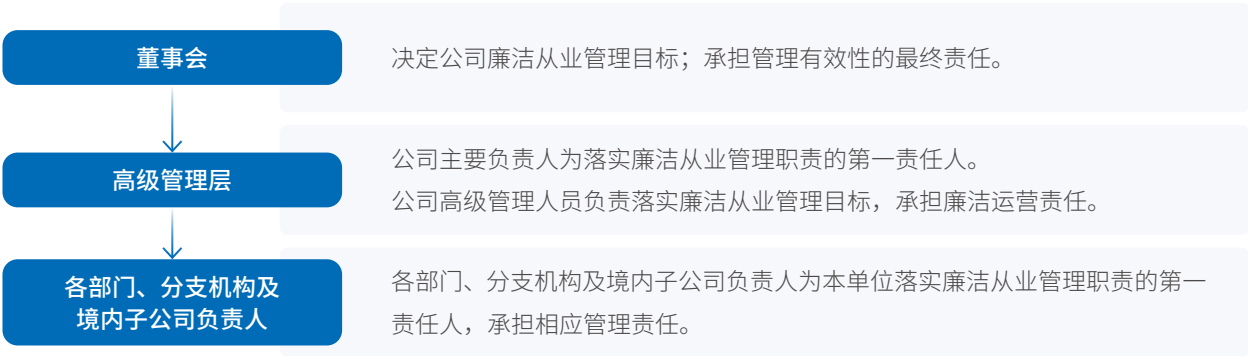 董事会
决定公司廉洁从业管理目标；承担管理有效性的最终责任。
高级管理层
公司主要负责人为落实廉洁从业管理职责的第一责任人。
公司高级管理人员负责落实廉洁从业管理目标，承担廉洁运营责任。
各部门、分支机构及
境内子公司负责人
各部门、分支机构及境内子公司负责人为本单位落实廉洁从业管理职责的第一
责任人，承担相应管理责任。